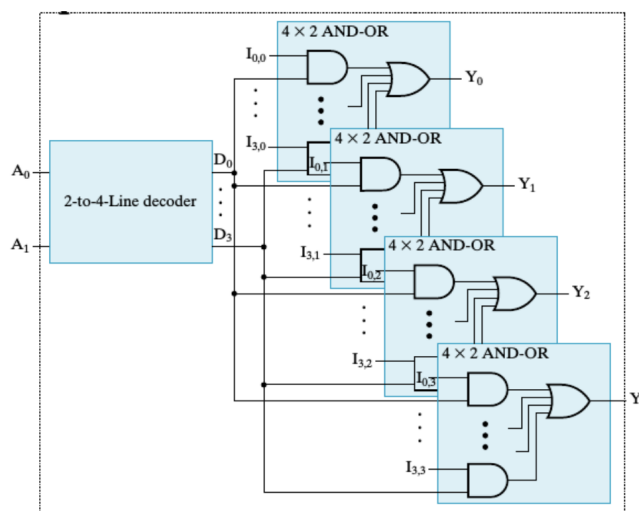 4 × 2 AND-OR
I0,0
Y0
I3,0
4 × 2 AND-OR
D0
I0,1
A0
Y1
2-to-4-Line decoder
D3
A1
I3,1
4 × 2 AND-OR
I0,2
Y2
I3,2
4 × 2 AND-OR
I0,3
Y
I3,3